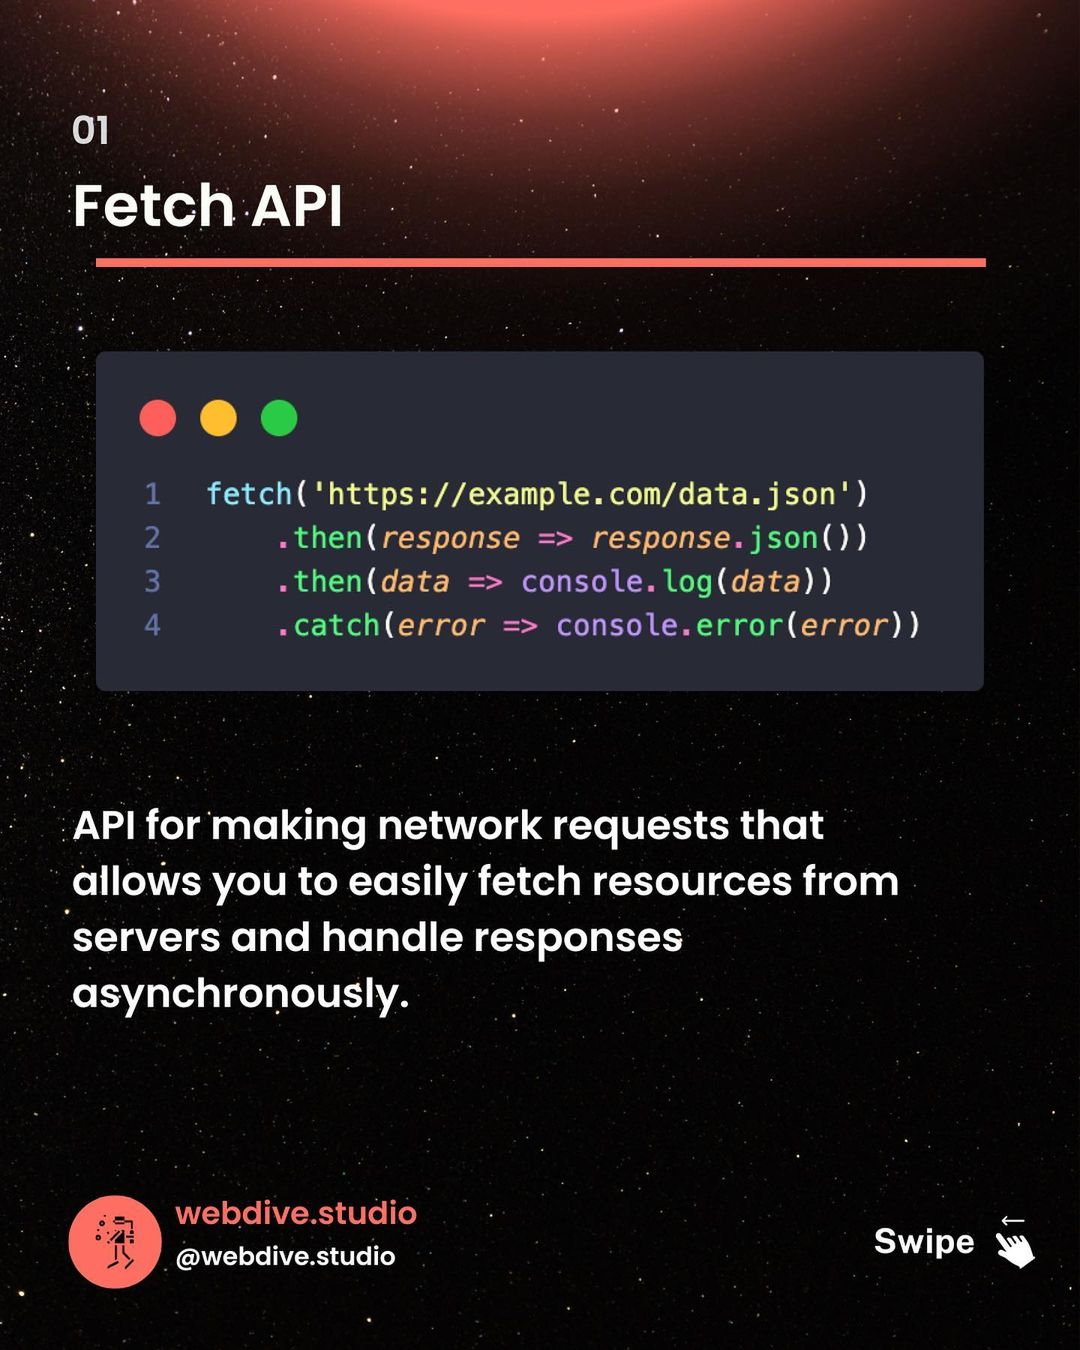 01
Fetch API
1 fetch('https://example.com/data.json')
2     .then(response => response.json())
3     .then(data => console.log(data))
4     .catch(error => console.error(error))
API for making network requests that
allows you to easily fetch resources from
servers and handle responses
asynchronously.
webdive.studio
@webdive.studio
Swipe